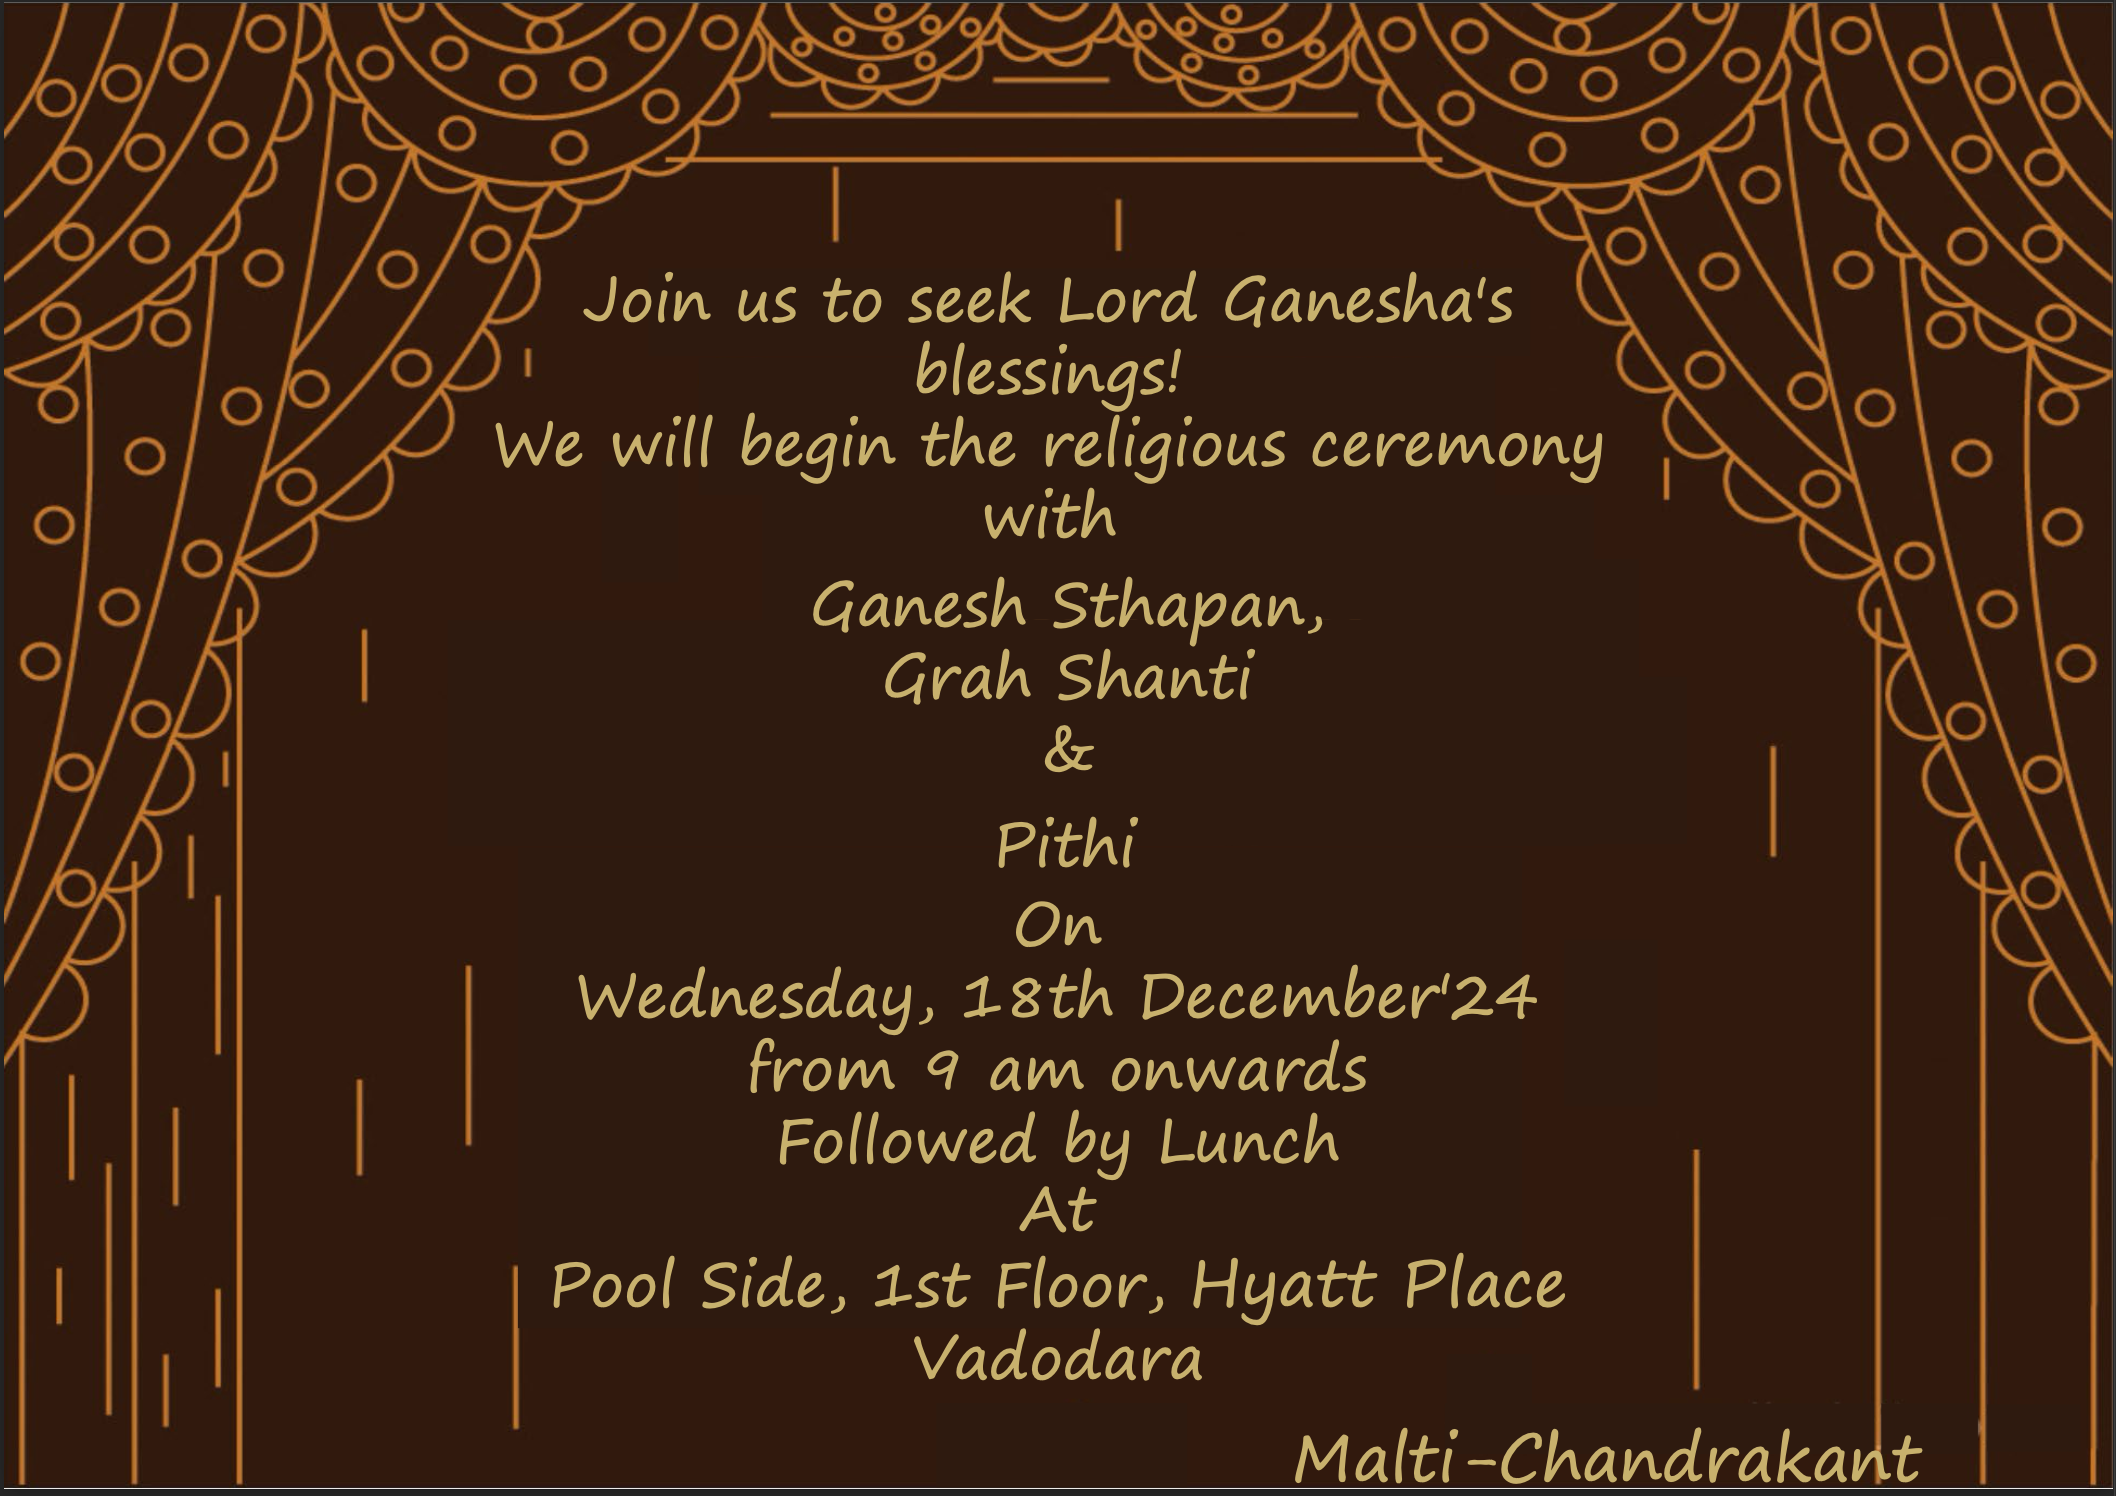 Join us to seek Lord Ganesha's
blessings!
We will begin the religious ceremony
with
Ganesh Sthapan,
Grah Shanti
&
Pithi
On
Wednesday, 18th December'24
from 9 am onwards
Followed by Lunch
At
Pool Side, 1st Floor, Hyatt Place
Vadodara
Malti-Chandrakant